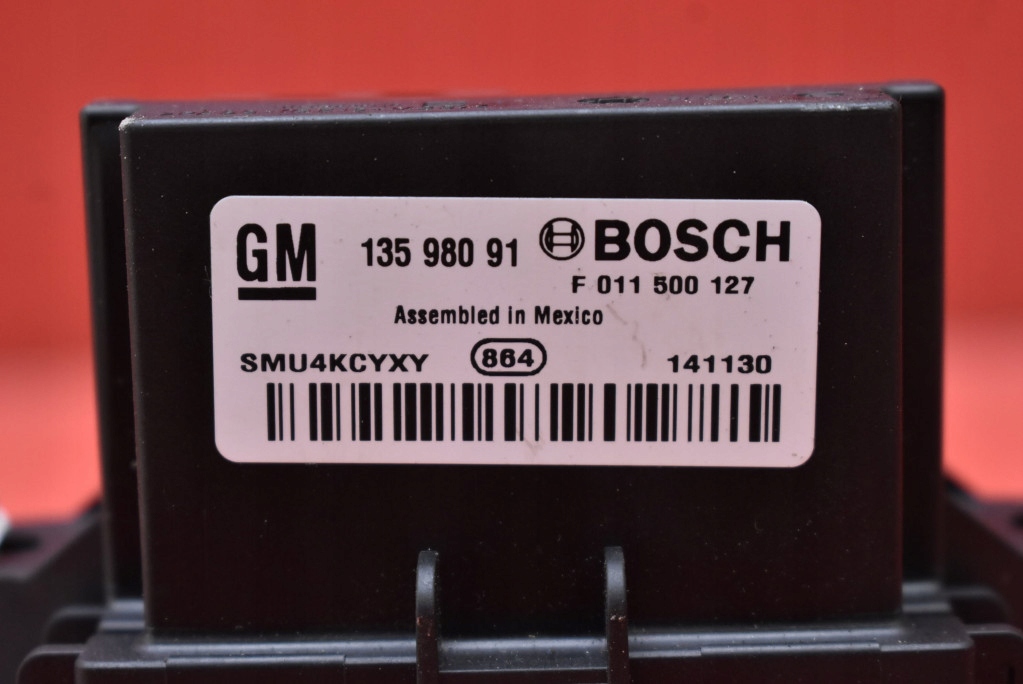 GM 135 980 91 BOSCH
F 011 500 127
Assembled in Mexico
SMU4KCYXY 864 141130